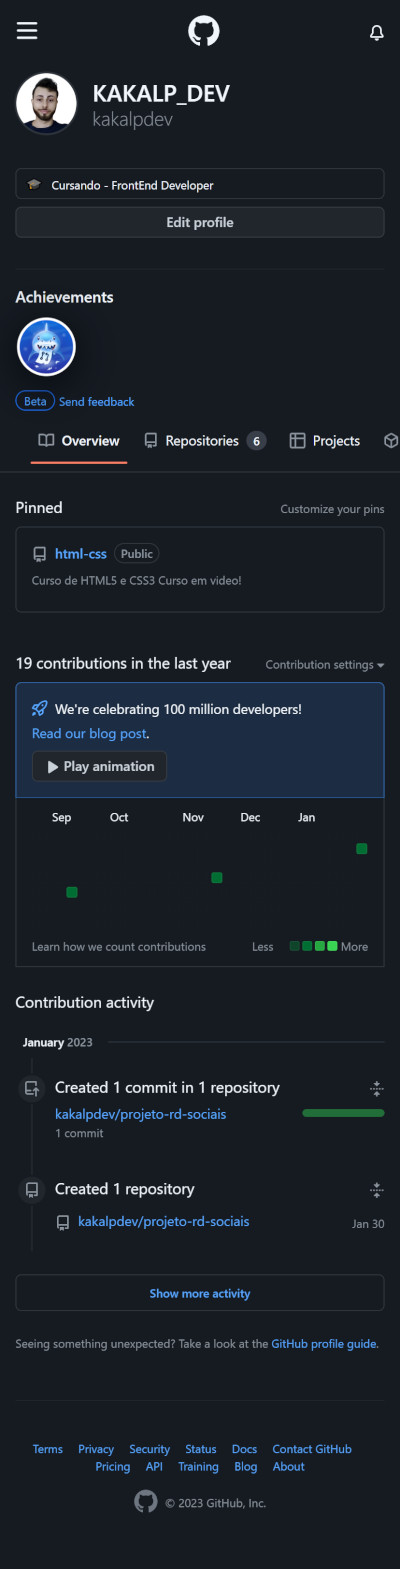 KAKALP_DEV
kakalpdev
Cursando - FrontEnd Developer
Edit profile
Achievements
Beta Send feedback
Overview Repositories 6 Projects
Pinned Customize your pins
html-css Public
Curso de HTML5 e CSS3 Curso em video!
19 contributions in the last year Contribution settings
We're celebrating 100 million developers!
Read our blog post.
Play animation
Sep Oct Nov Dec Jan
Learn how we count contributions Less More
Contribution activity
January 2023
Created 1 commit in 1 repository
kakalpdev/projeto-rd-sociais
1 commit
Created 1 repository
kakalpdev/projeto-rd-sociais Jan 30
Show more activity
Seeing something unexpected? Take a look at the GitHub profile guide.
Terms Privacy Security Status Docs Contact GitHub
Pricing API Training Blog About
© 2023 GitHub, Inc.